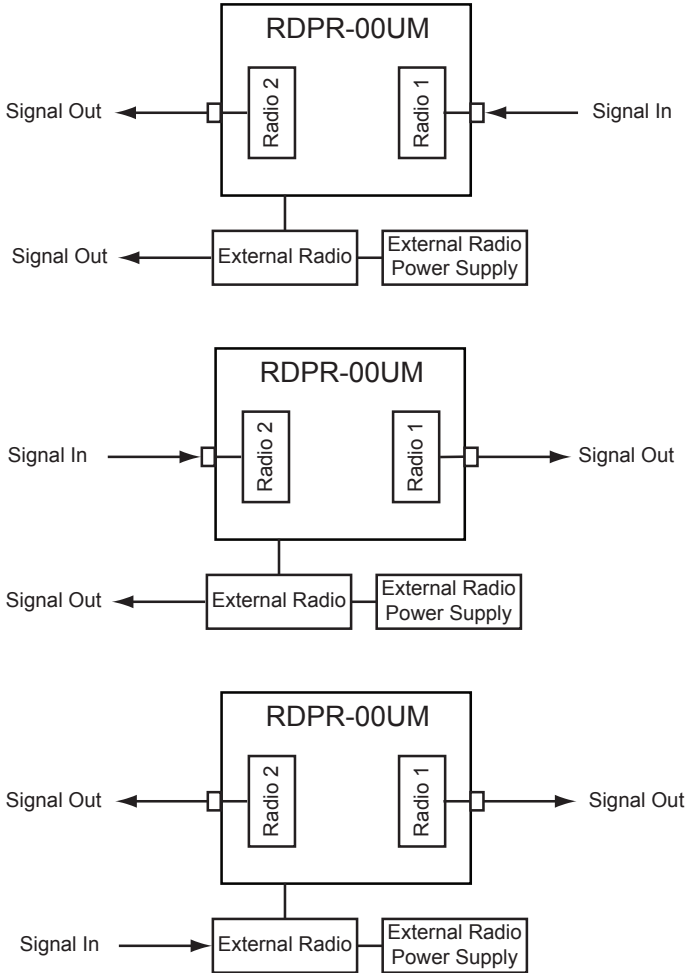 RDPR-00UM
Signal Out
Radio 2
Radio 1
Signal In
Signal Out
External Radio
External Radio
Power Supply
RDPR-00UM
Signal In
Radio 2
Radio 1
Signal Out
Signal Out
External Radio
External Radio
Power Supply
RDPR-00UM
Signal Out
Radio 2
Radio 1
Signal Out
Signal In
External Radio
External Radio
Power Supply